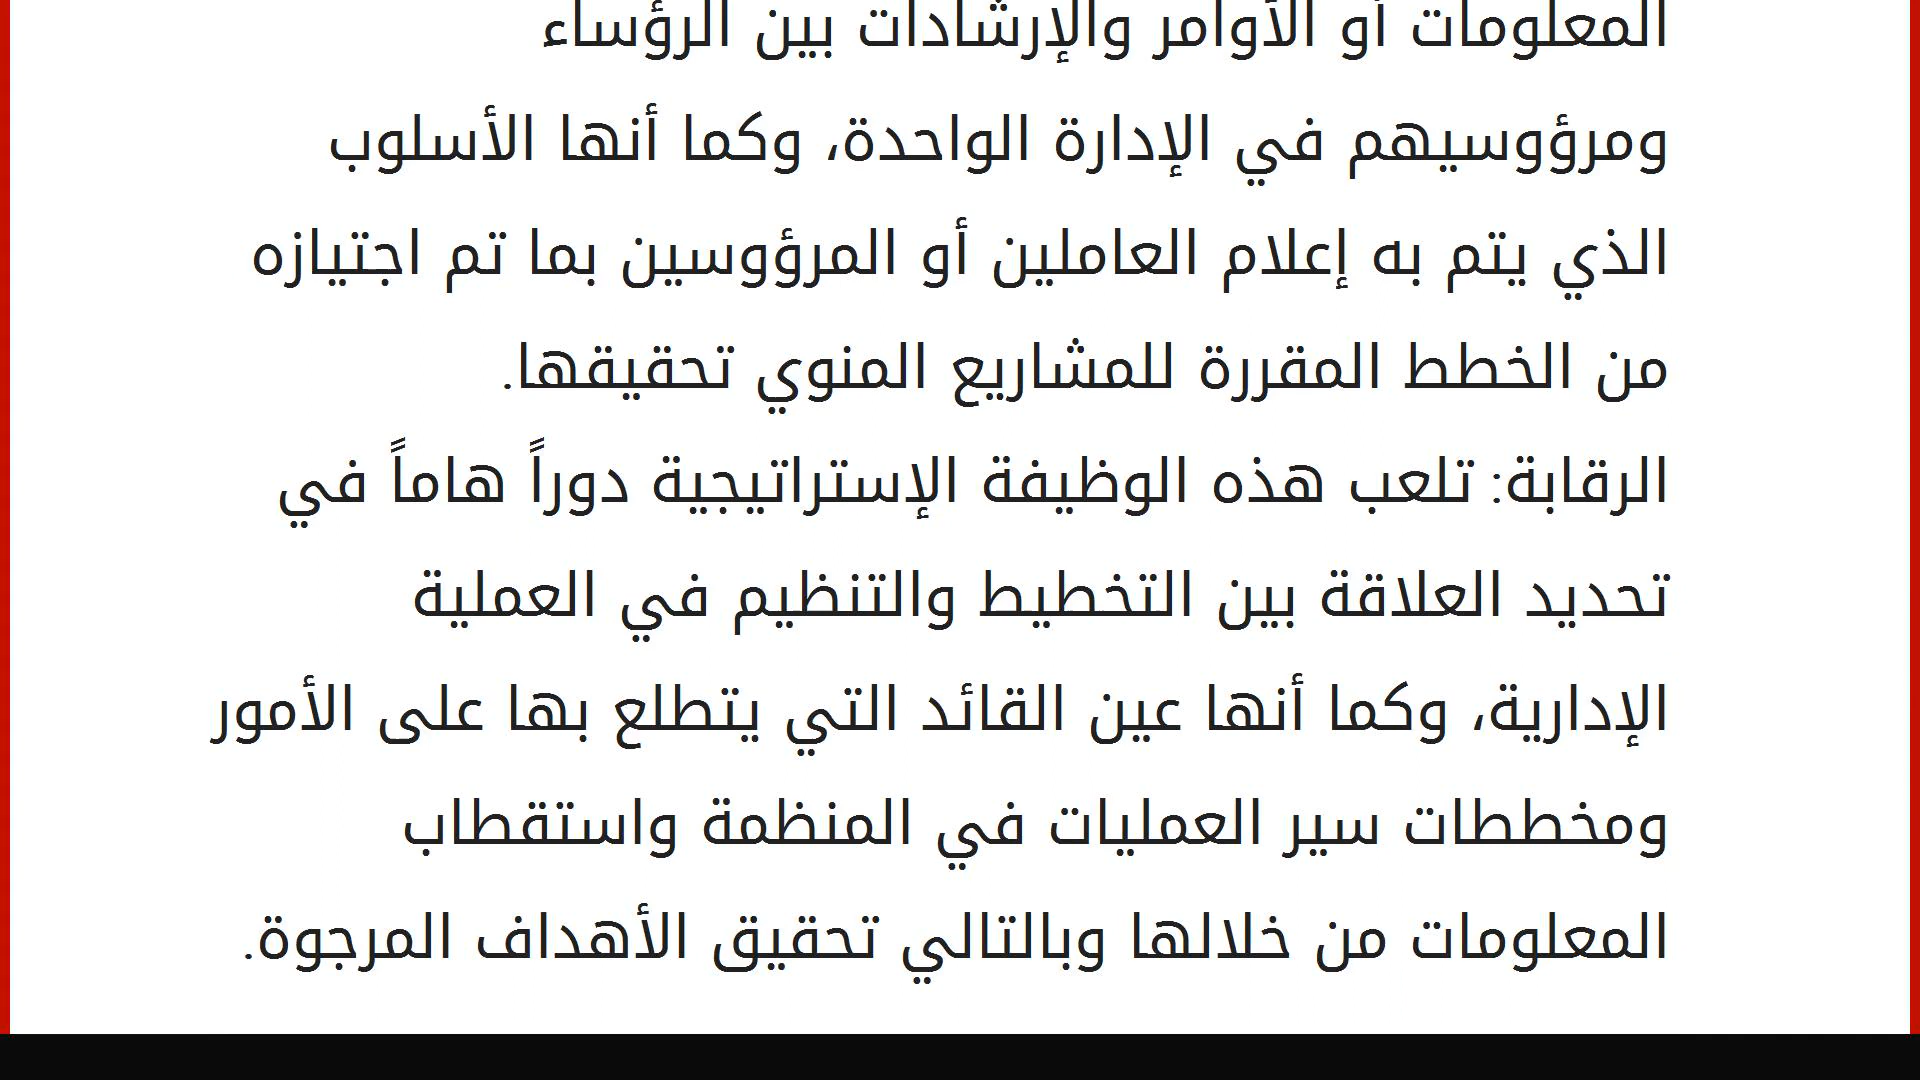 المعلومات أو الأوامر والإرشادات بين الرؤساء
ومرؤوسيهم في الإدارة الواحدة، وكما أنها الأسلوب
الذي يتم به إعلام العاملين أو المرؤوسين بما تم اجتيازه
من الخطط المقررة للمشاريع المنوي تحقيقها.
الرقابة: تلعب هذه الوظيفة الإستراتيجية دوراً هاماً في
تحديد العلاقة بين التخطيط والتنظيم في العملية
الإدارية، وكما أنها عين القائد التي يتطلع بها على الأمور
ومخططات سير العمليات في المنظمة واستقطاب
المعلومات من خلالها وبالتالي تحقيق الأهداف المرجوة.